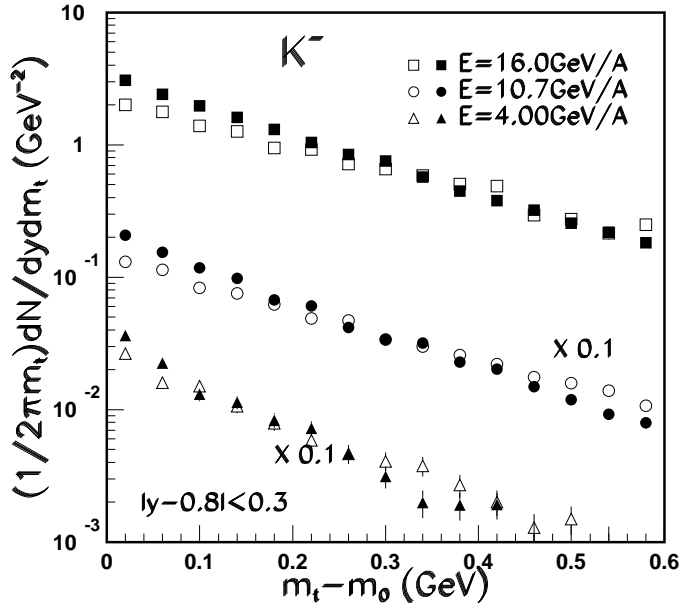 10
K⁻
E=16.0GeV/A
E=10.7GeV/A
E=4.00GeV/A
1
10⁻¹
X 0.1
10⁻²
X 0.1
|y-0.8|<0.3
10⁻³
0 0.1 0.2 0.3 0.4 0.5 0.6
mₜ-m₀ (GeV)
(1/2πmₜ)dN/dydmₜ (GeV⁻²)